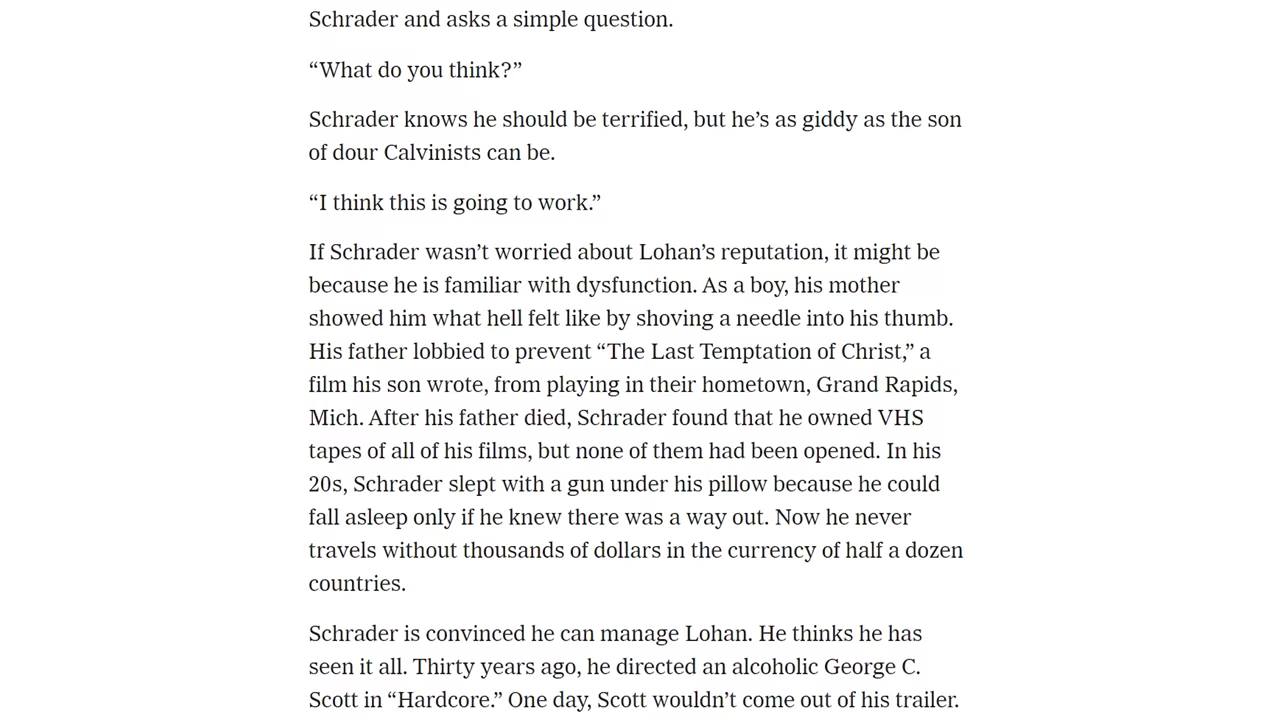 Schrader and asks a simple question.
“What do you think?”
Schrader knows he should be terrified, but he’s as giddy as the son
of dour Calvinists can be.
“I think this is going to work.”
If Schrader wasn’t worried about Lohan’s reputation, it might be
because he is familiar with dysfunction. As a boy, his mother
showed him what hell felt like by shoving a needle into his thumb.
His father lobbied to prevent “The Last Temptation of Christ,” a
film his son wrote, from playing in their hometown, Grand Rapids,
Mich. After his father died, Schrader found that he owned VHS
tapes of all of his films, but none of them had been opened. In his
20s, Schrader slept with a gun under his pillow because he could
fall asleep only if he knew there was a way out. Now he never
travels without thousands of dollars in the currency of half a dozen
countries.
Schrader is convinced he can manage Lohan. He thinks he has
seen it all. Thirty years ago, he directed an alcoholic George C.
Scott in “Hardcore.” One day, Scott wouldn’t come out of his trailer.